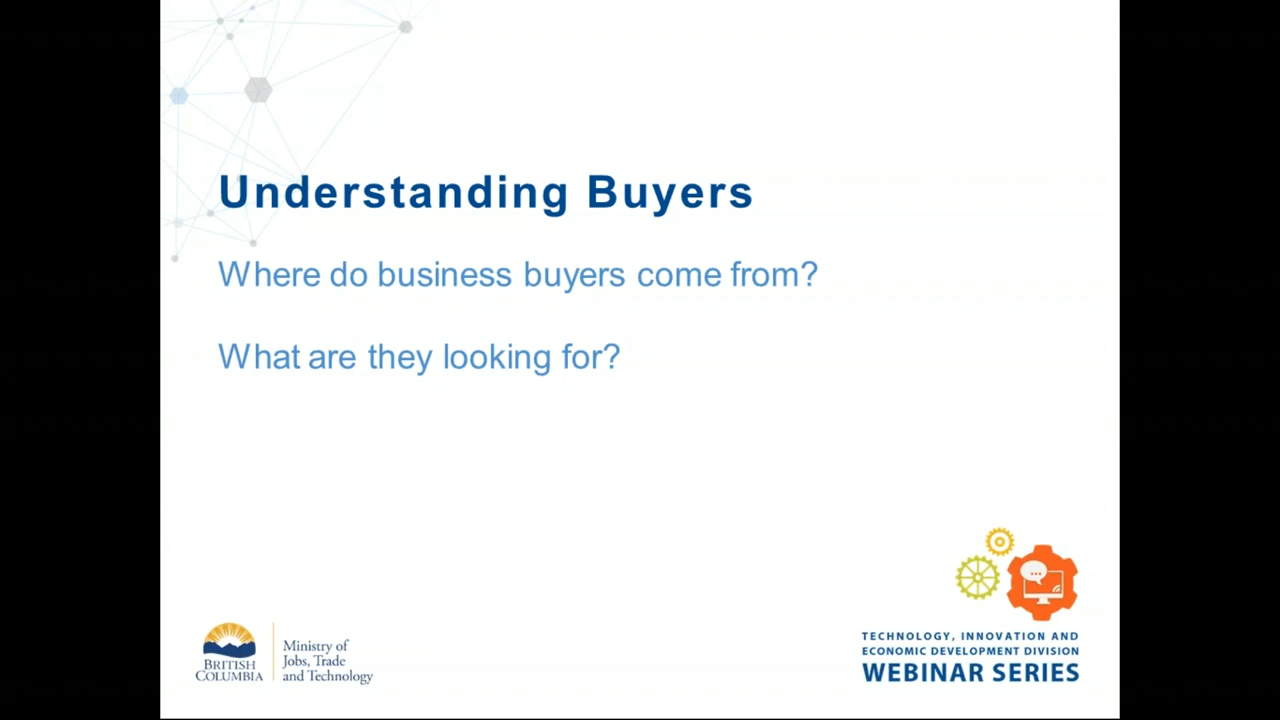 Understanding Buyers
Where do business buyers come from?
What are they looking for?
BRITISH
COLUMBIA
Ministry of
Jobs, Trade
and Technology
TECHNOLOGY, INNOVATION AND
ECONOMIC DEVELOPMENT DIVISION
WEBINAR SERIES